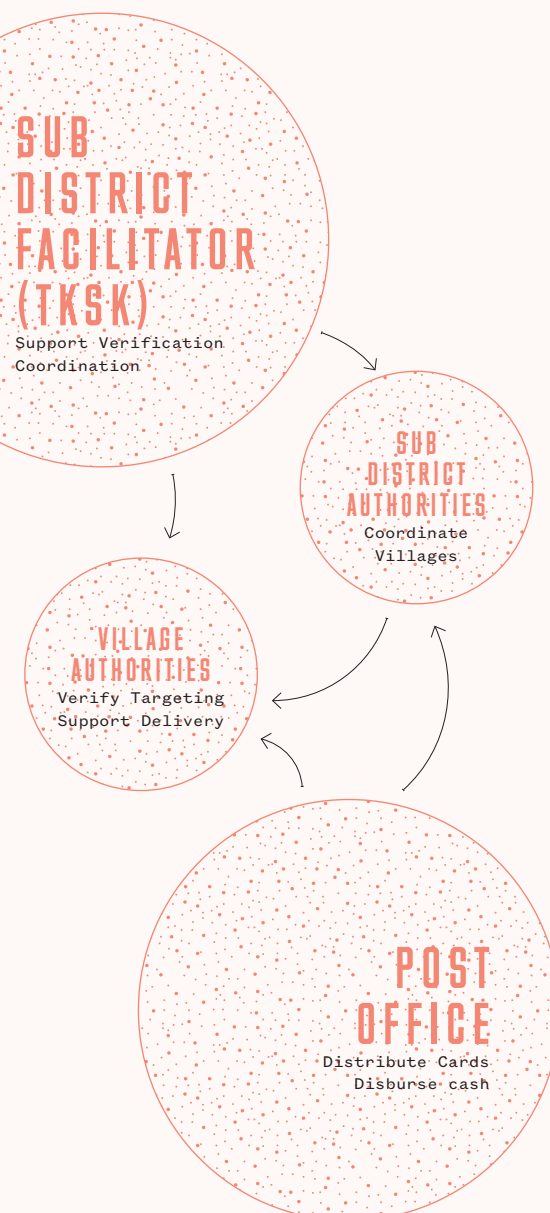 SUB
DISTRICT
FACILITATOR
(TKSK)
Support Verification
Coordination
SUB
DISTRICT
AUTHORITIES
Coordinate
Villages
VILLAGE
AUTHORITIES
Verify Targeting
Support Delivery
POST
OFFICE
Distribute Cards
Disburse cash